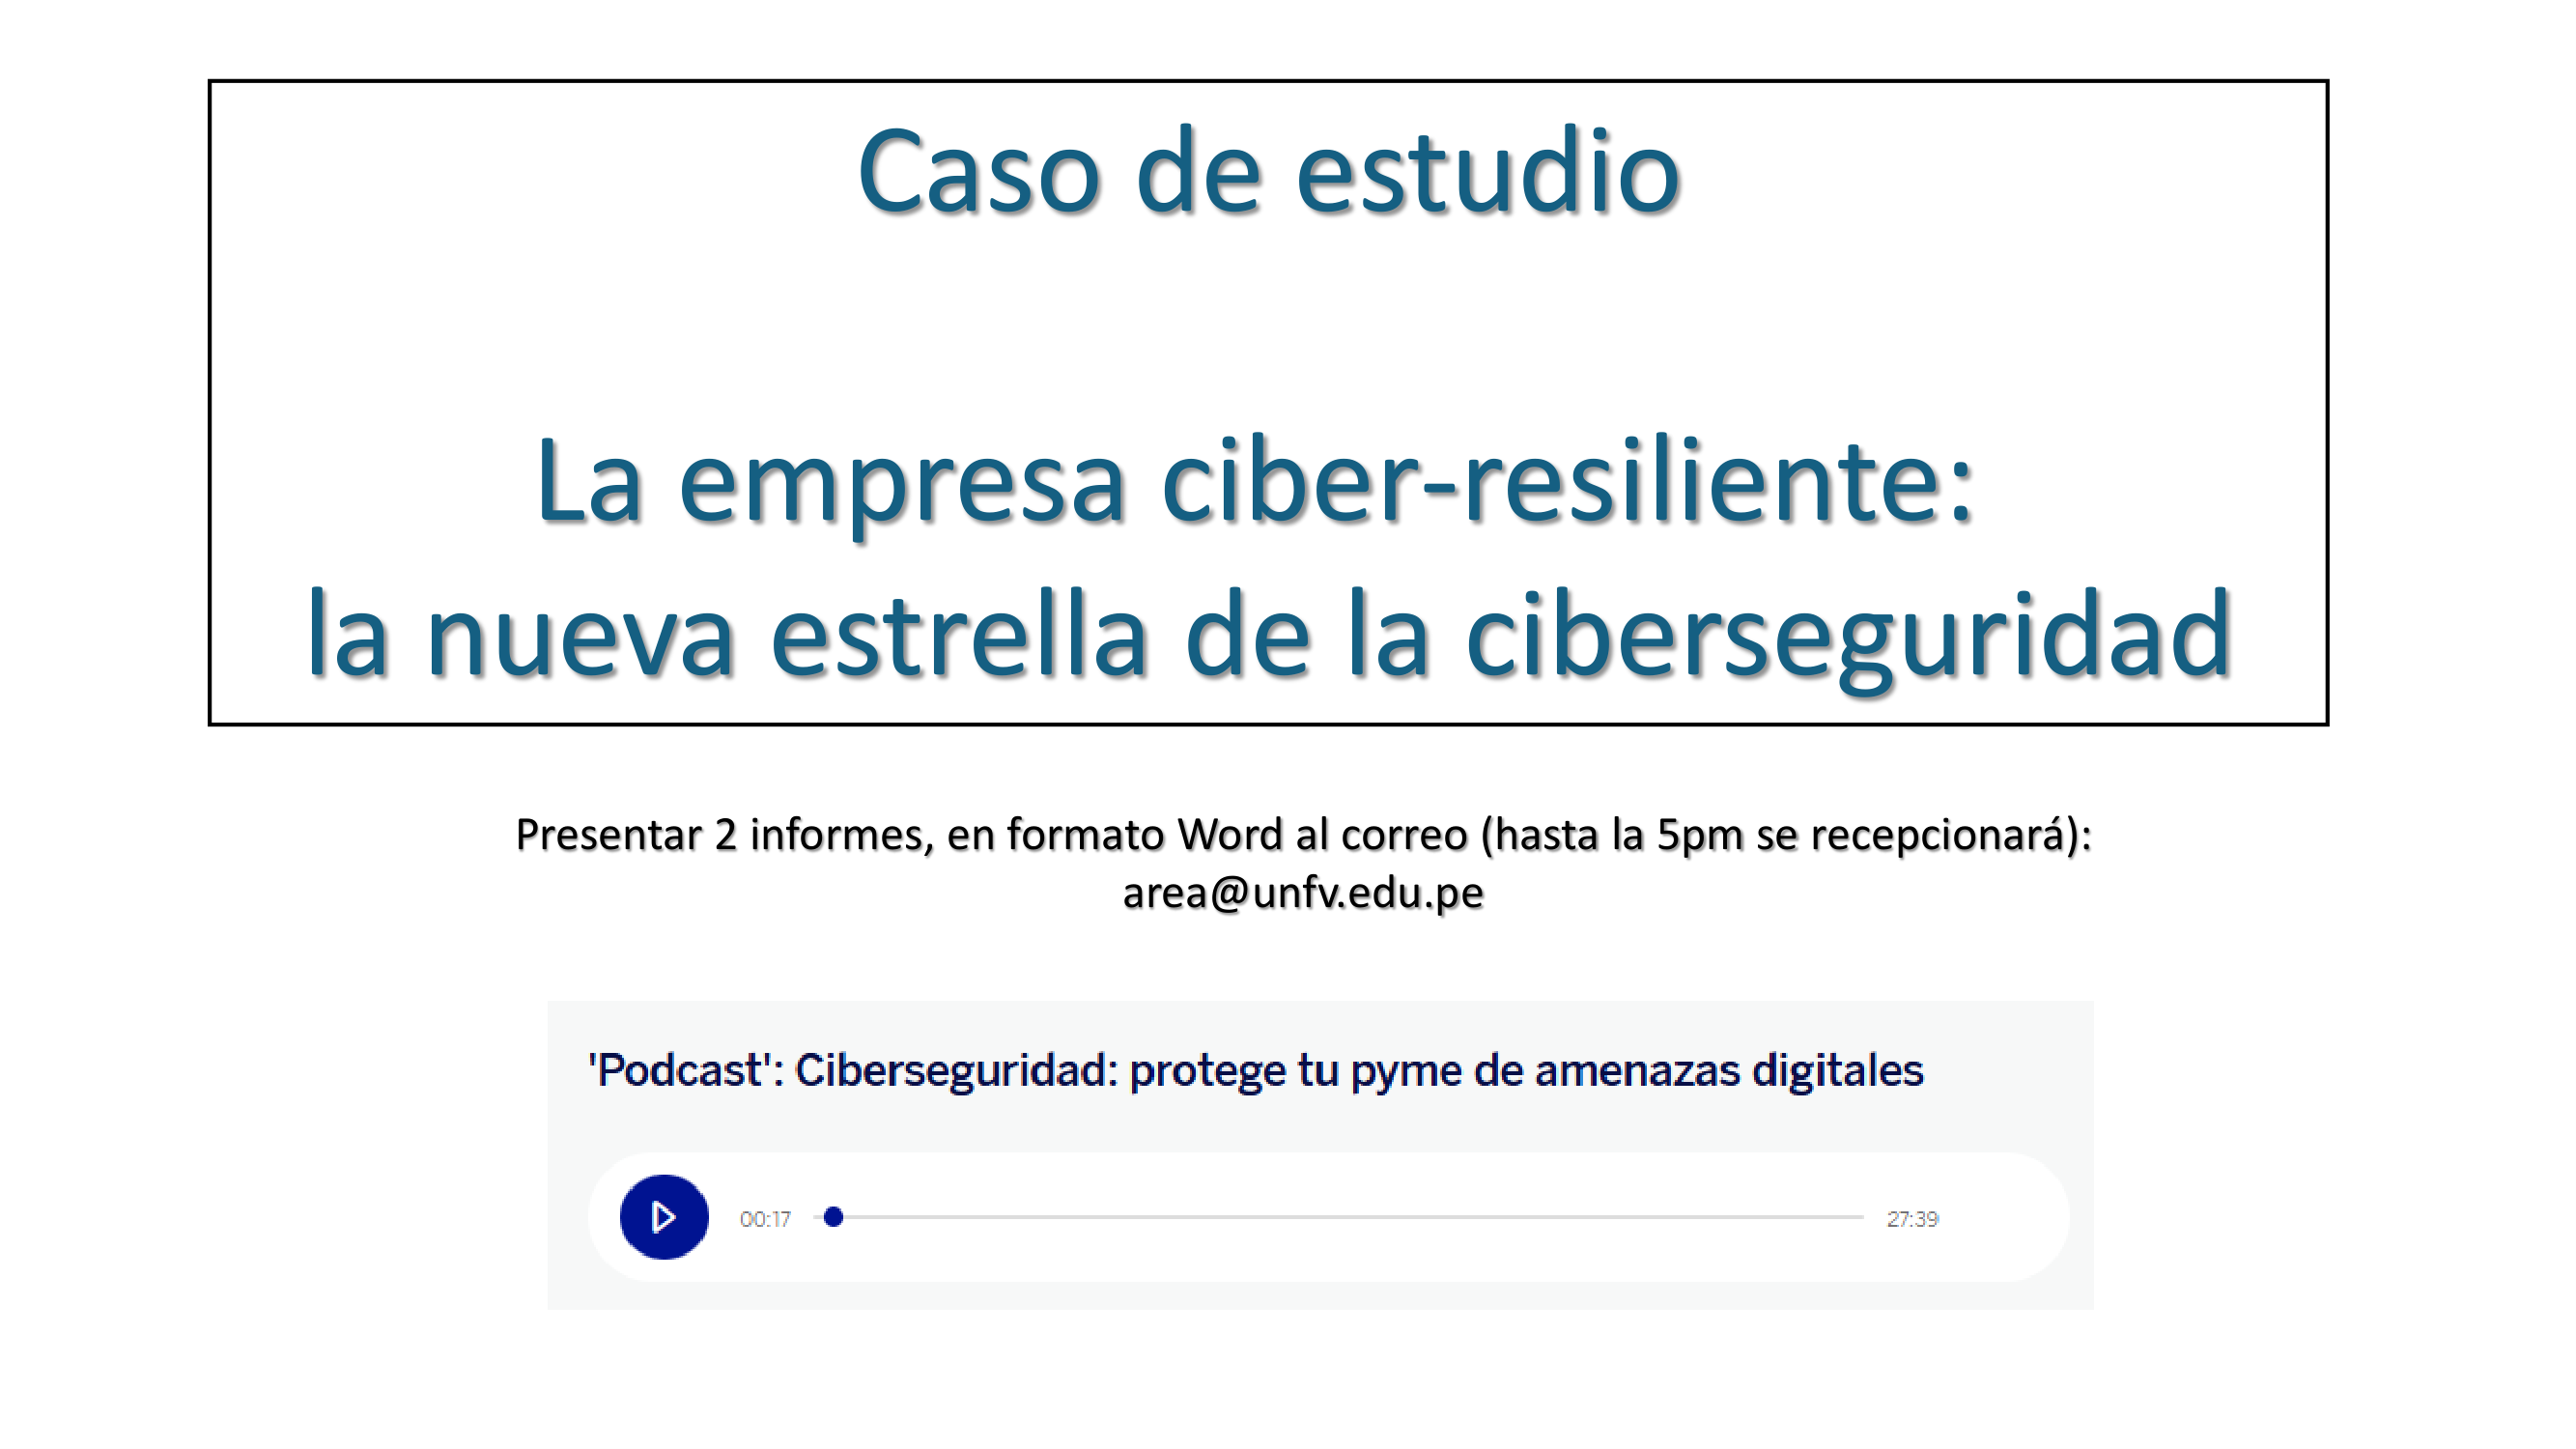 Caso de estudio
La empresa ciber-resiliente:
la nueva estrella de la ciberseguridad
Presentar 2 informes, en formato Word al correo (hasta la 5pm se recepcionará):
area@unfv.edu.pe
'Podcast': Ciberseguridad: protege tu pyme de amenazas digitales
00:17 27:39